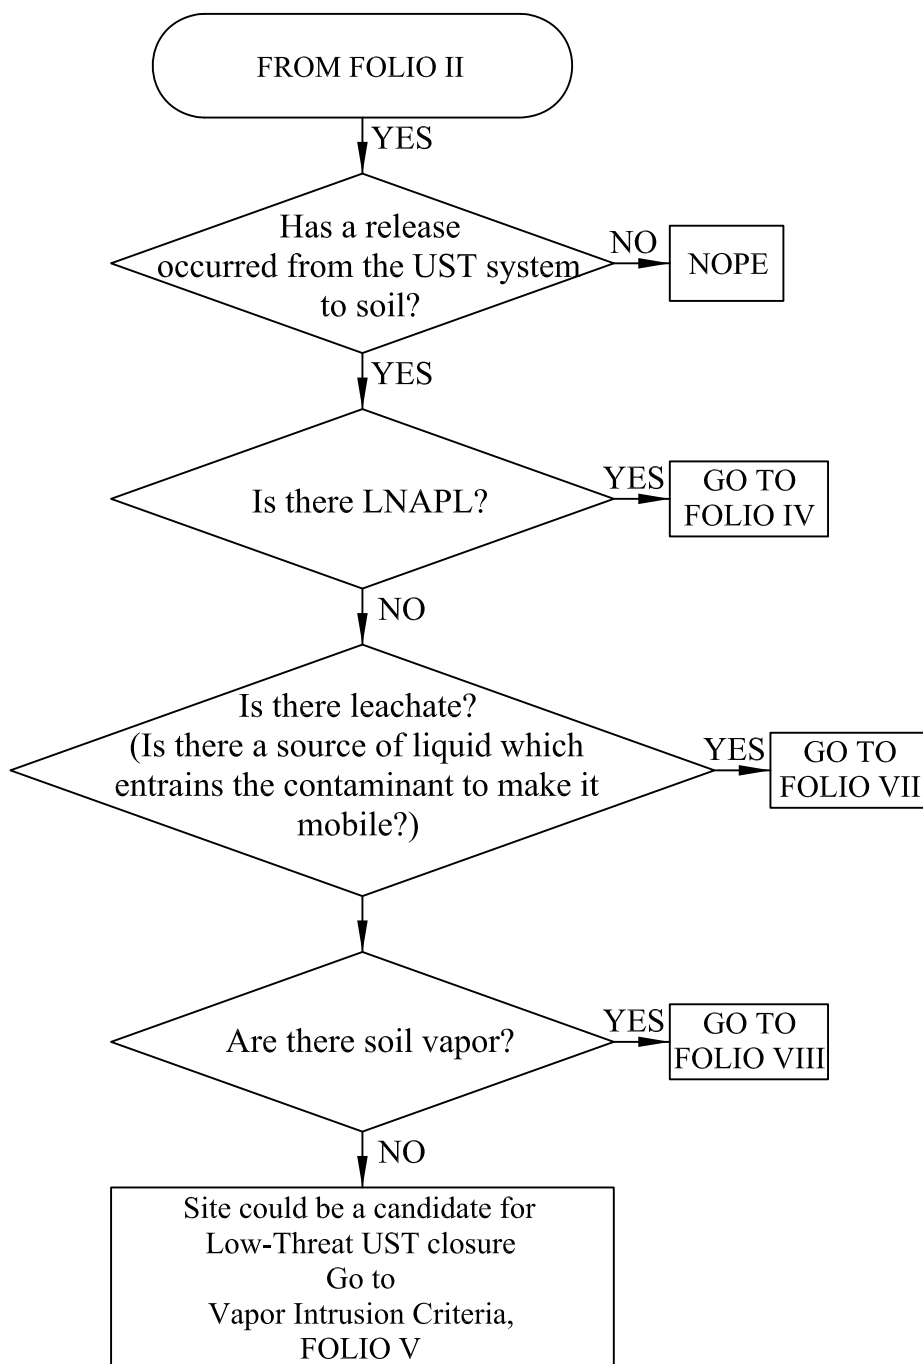 FROM FOLIO II
YES
Has a release
occurred from the UST system
to soil?
NO
NOPE
YES
Is there LNAPL?
YES
GO TO
FOLIO IV
NO
Is there leachate?
(Is there a source of liquid which
entrains the contaminant to make it
mobile?)
YES
GO TO
FOLIO VII
Are there soil vapor?
YES
GO TO
FOLIO VIII
NO
Site could be a candidate for
Low-Threat UST closure
Go to
Vapor Intrusion Criteria,
FOLIO V